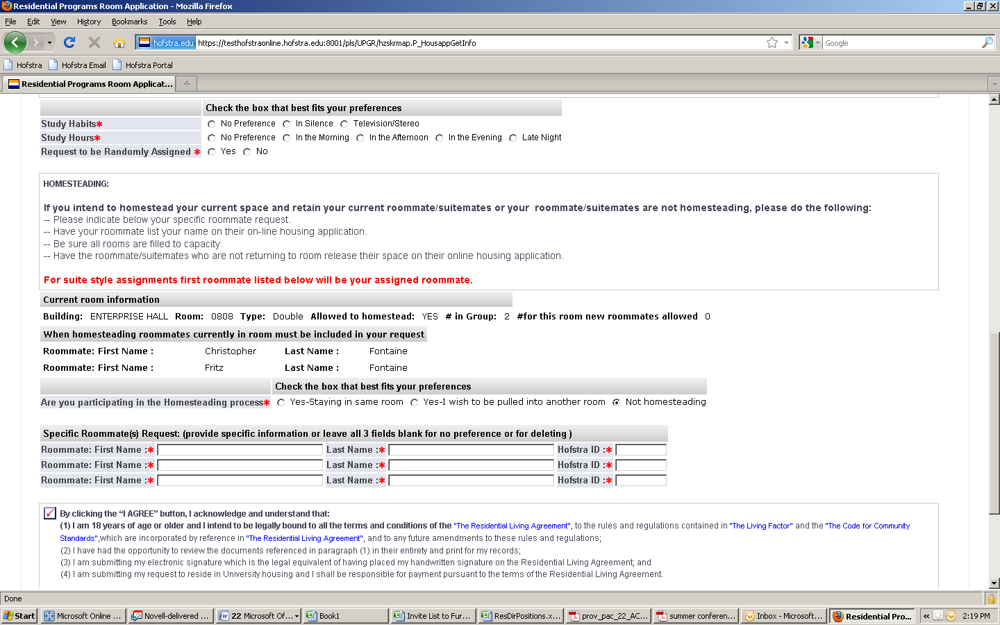 Residential Programs Room Application - Mozilla Firefox
File Edit View History Bookmarks Tools Help
hofstra.edu https://testhofstraonline.hofstra.edu:8001/pls/UPGR/hzskrmap.P_HousappGetInfo Google
Hofstra Hofstra Email Hofstra Portal
Residential Programs Room Applicat...
Check the box that best fits your preferences
Study Habits* No Preference In Silence Television/Stereo
Study Hours* No Preference In the Morning In the Afternoon In the Evening Late Night
Request to be Randomly Assigned * Yes No
HOMESTEADING:
If you intend to homestead your current space and retain your current roommate/suitemates or your roommate/suitemates are not homesteading, please do the following:
-- Please indicate below your specific roommate request.
-- Have your roommate list your name on their on-line housing application.
-- Be sure all rooms are filled to capacity.
-- Have the roommate/suitemates who are not returning to room release their space on their online housing application.
For suite style assignments first roommate listed below will be your assigned roommate.
Current room information
Building: ENTERPRISE HALL Room: 0808 Type: Double Allowed to homestead: YES # in Group: 2 #for this room new roommates allowed 0
When homesteading roommates currently in room must be included in your request
Roommate: First Name : Christopher Last Name : Fontaine
Roommate: First Name : Fritz Last Name : Fontaine
Check the box that best fits your preferences
Are you participating in the Homesteading process* Yes-Staying in same room Yes-I wish to be pulled into another room Not homesteading
Specific Roommate(s) Request: (provide specific information or leave all 3 fields blank for no preference or for deleting )
Roommate: First Name :* Last Name :* Hofstra ID :*
Roommate: First Name :* Last Name :* Hofstra ID :*
Roommate: First Name :* Last Name :* Hofstra ID :*
By clicking the “I AGREE” button, I acknowledge and understand that:
(1) I am 18 years of age or older and I intend to be legally bound to all the terms and conditions of the "The Residential Living Agreement", to the rules and regulations contained in "The Living Factor" and the "The Code for Community
Standards",which are incorporated by reference in "The Residential Living Agreement", and to any future amendments to these rules and regulations;
(2) I have had the opportunity to review the documents referenced in paragraph (1) in their entirety and print for my records;
(3) I am submitting my electronic signature which is the legal equivalent of having placed my handwritten signature on the Residential Living Agreement; and
(4) I am submitting my request to reside in University housing and I shall be responsible for payment pursuant to the terms of the Residential Living Agreement.
Done
Start Microsoft Online ... Novell-delivered ... 22 Microsoft Of... Book1 Invite List to Fur... ResDirPositions.x... prov_pac_22_AC... summer conferen... Inbox - Microsoft... Residential Pro... « 2:19 PM